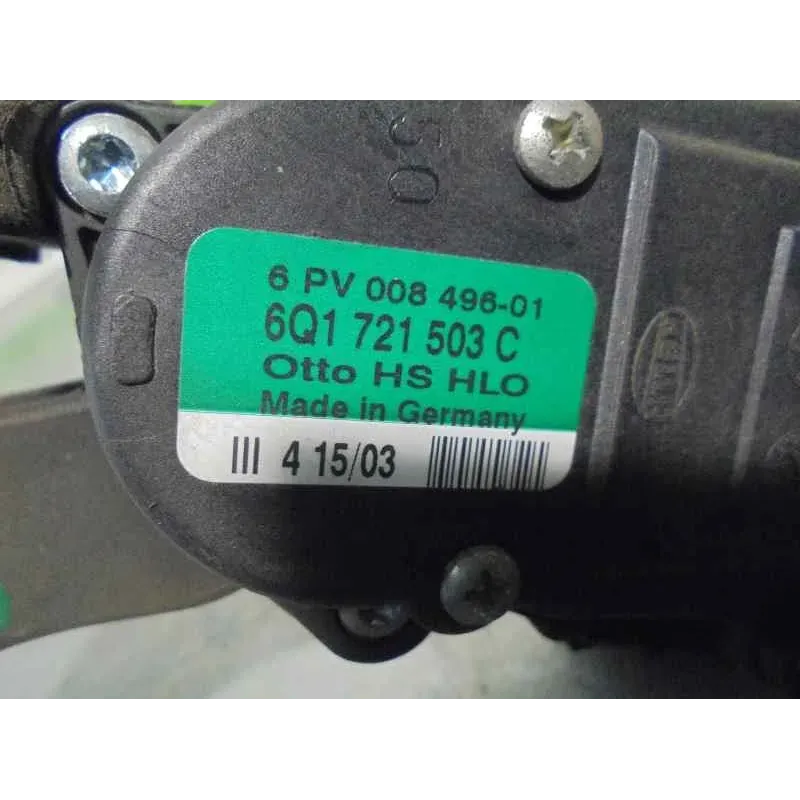 6 PV 008 496-01
6Q1 721 503 C
Otto HS HLO
Made in Germany
III 4 15/03